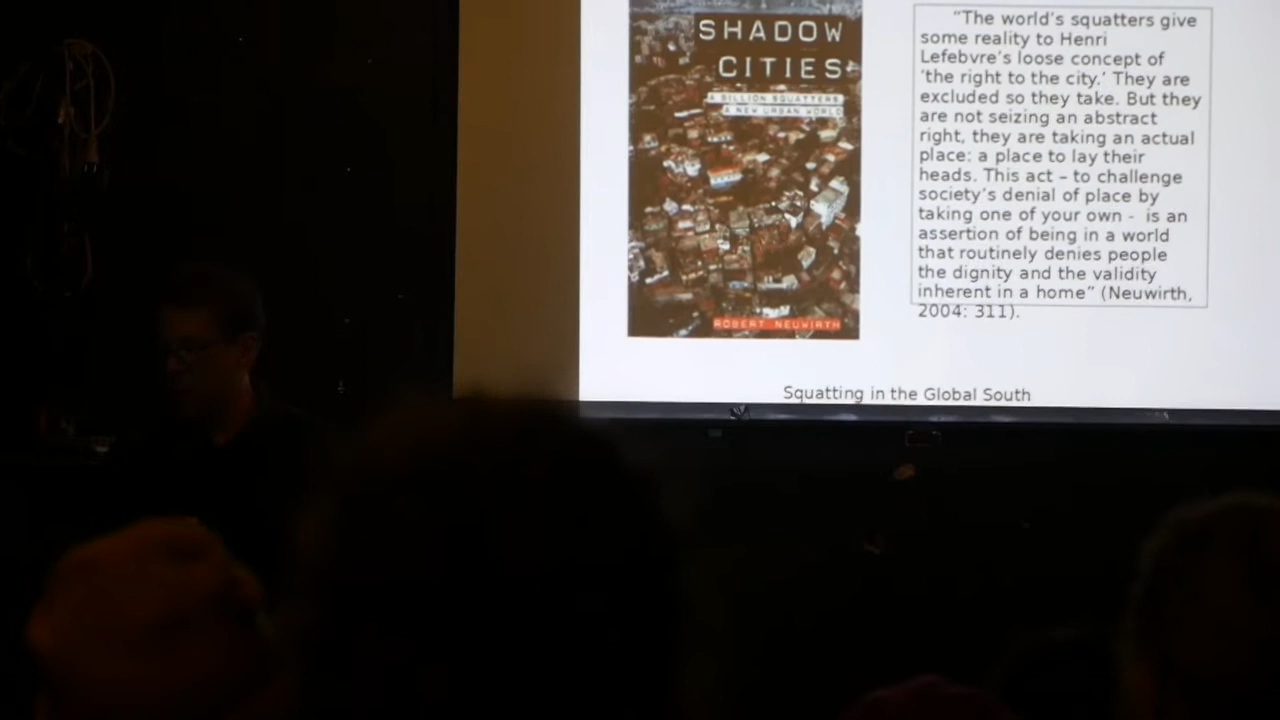 SHADOW
CITIES
A BILLION SQUATTERS,
A NEW URBAN WORLD
ROBERT NEUWIRTH
“The world’s squatters give
some reality to Henri
Lefebvre’s loose concept of
‘the right to the city.’ They are
excluded so they take. But they
are not seizing an abstract
right, they are taking an actual
place: a place to lay their
heads. This act – to challenge
society’s denial of place by
taking one of your own - is an
assertion of being in a world
that routinely denies people
the dignity and the validity
inherent in a home” (Neuwirth,
2004: 311).
Squatting in the Global South